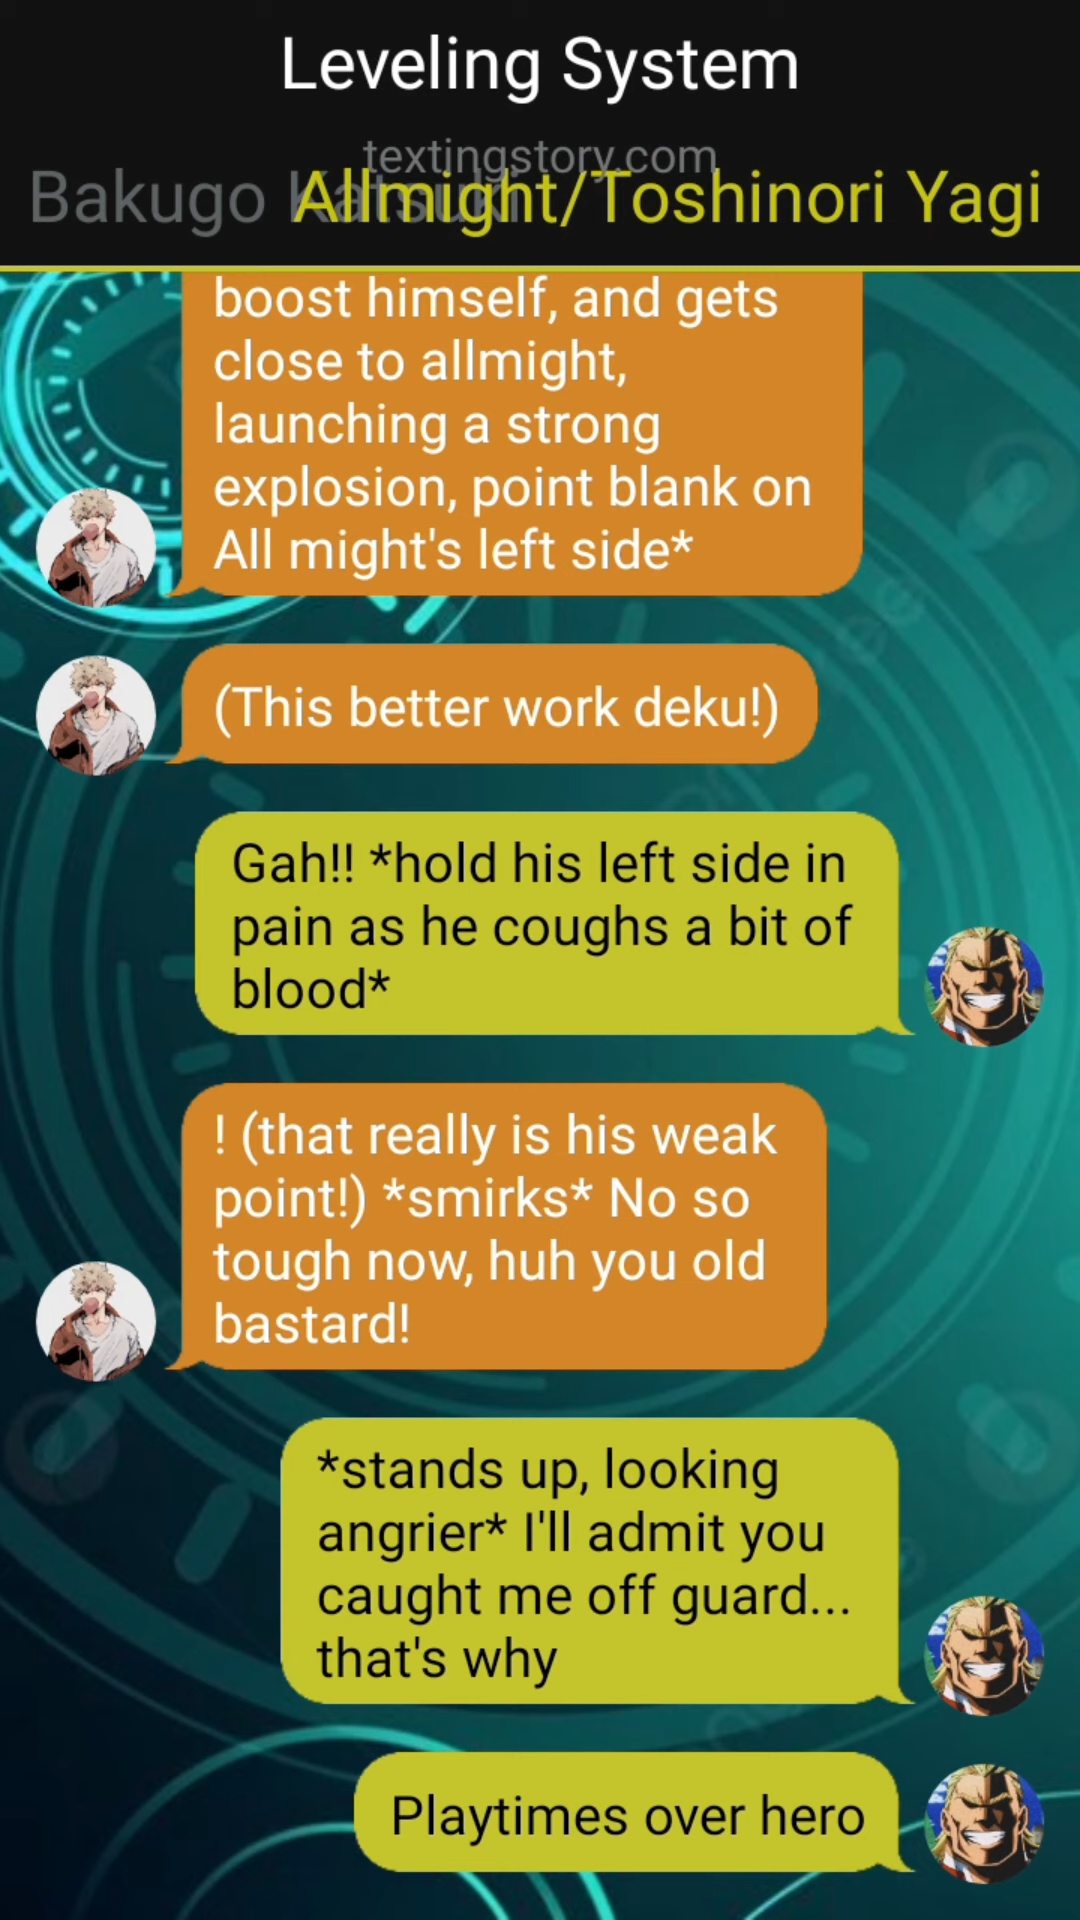 Leveling System
textingstory.com
Bakugo Katsuki
Allmight/Toshinori Yagi
boost himself, and gets
close to allmight,
launching a strong
explosion, point blank on
All might's left side*
(This better work deku!)
Gah!! *hold his left side in
pain as he coughs a bit of
blood*
! (that really is his weak
point!) *smirks* No so
tough now, huh you old
bastard!
*stands up, looking
angrier* I'll admit you
caught me off guard...
that's why
Playtimes over hero